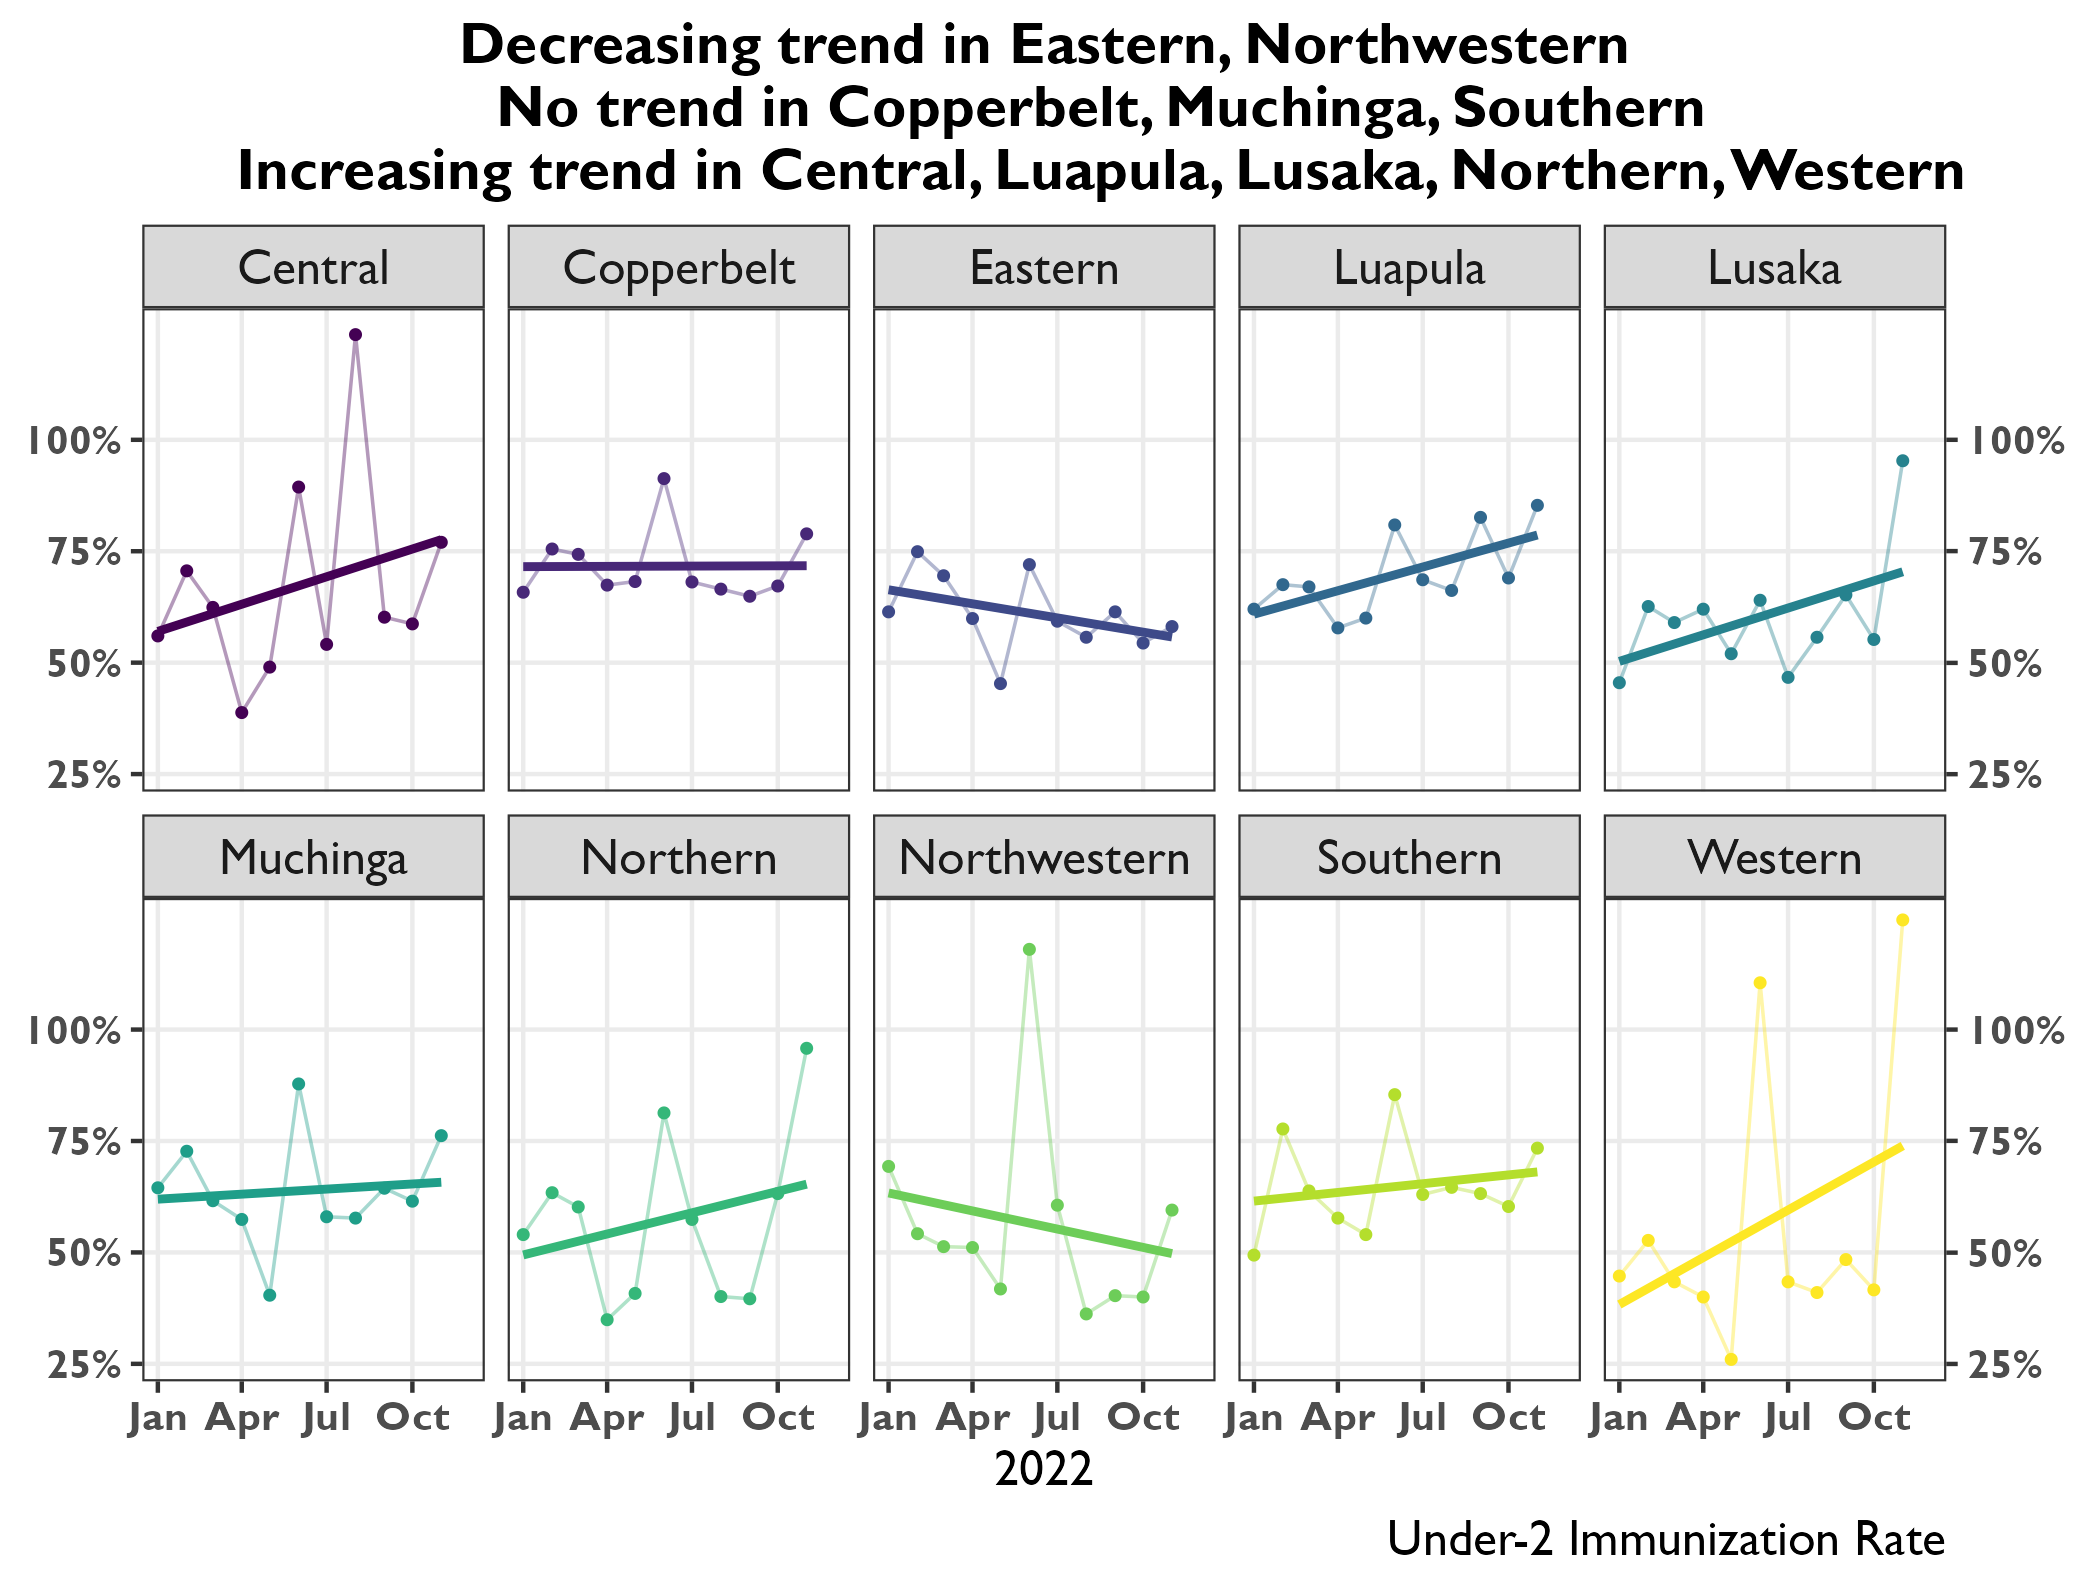 Decreasing trend in Eastern, Northwestern
No trend in Copperbelt, Muchinga, Southern
Increasing trend in Central, Luapula, Lusaka, Northern, Western
Central Copperbelt Eastern Luapula Lusaka
100% 100%
75% 75%
50% 50%
25% 25%
Muchinga Northern Northwestern Southern Western
100% 100%
75% 75%
50% 50%
25% 25%
Jan Apr Jul Oct Jan Apr Jul Oct Jan Apr Jul Oct Jan Apr Jul Oct Jan Apr Jul Oct
2022
Under-2 Immunization Rate